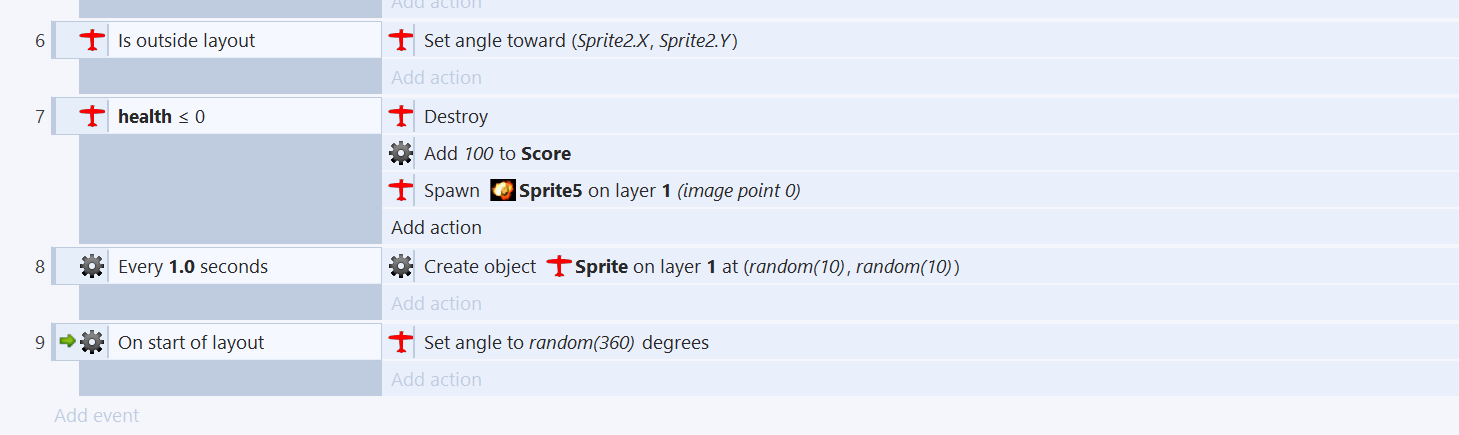 Add action
6 Is outside layout Set angle toward (Sprite2.X, Sprite2.Y)
Add action
7 health ≤ 0 Destroy
Add 100 to Score
Spawn Sprite5 on layer 1 (image point 0)
Add action
8 Every 1.0 seconds Create object Sprite on layer 1 at (random(10), random(10))
Add action
9 On start of layout Set angle to random(360) degrees
Add action
Add event